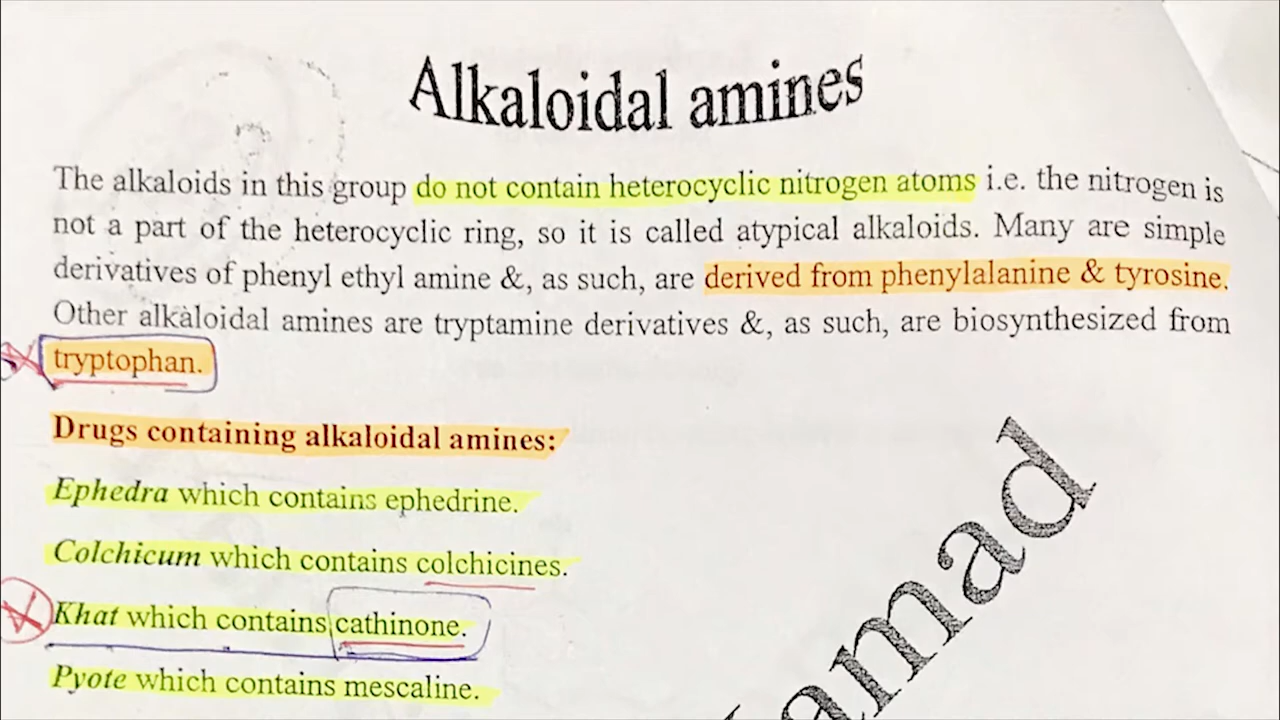 Alkaloidal amines
The alkaloids in this group do not contain heterocyclic nitrogen atoms i.e. the nitrogen is
not a part of the heterocyclic ring, so it is called atypical alkaloids. Many are simple
derivatives of phenyl ethyl amine &, as such, are derived from phenylalanine & tyrosine.
Other alkaloidal amines are tryptamine derivatives &, as such, are biosynthesized from
tryptophan.
Drugs containing alkaloidal amines:
Ephedra which contains ephedrine.
Colchicum which contains colchicines.
Khat which contains cathinone.
Pyote which contains mescaline.